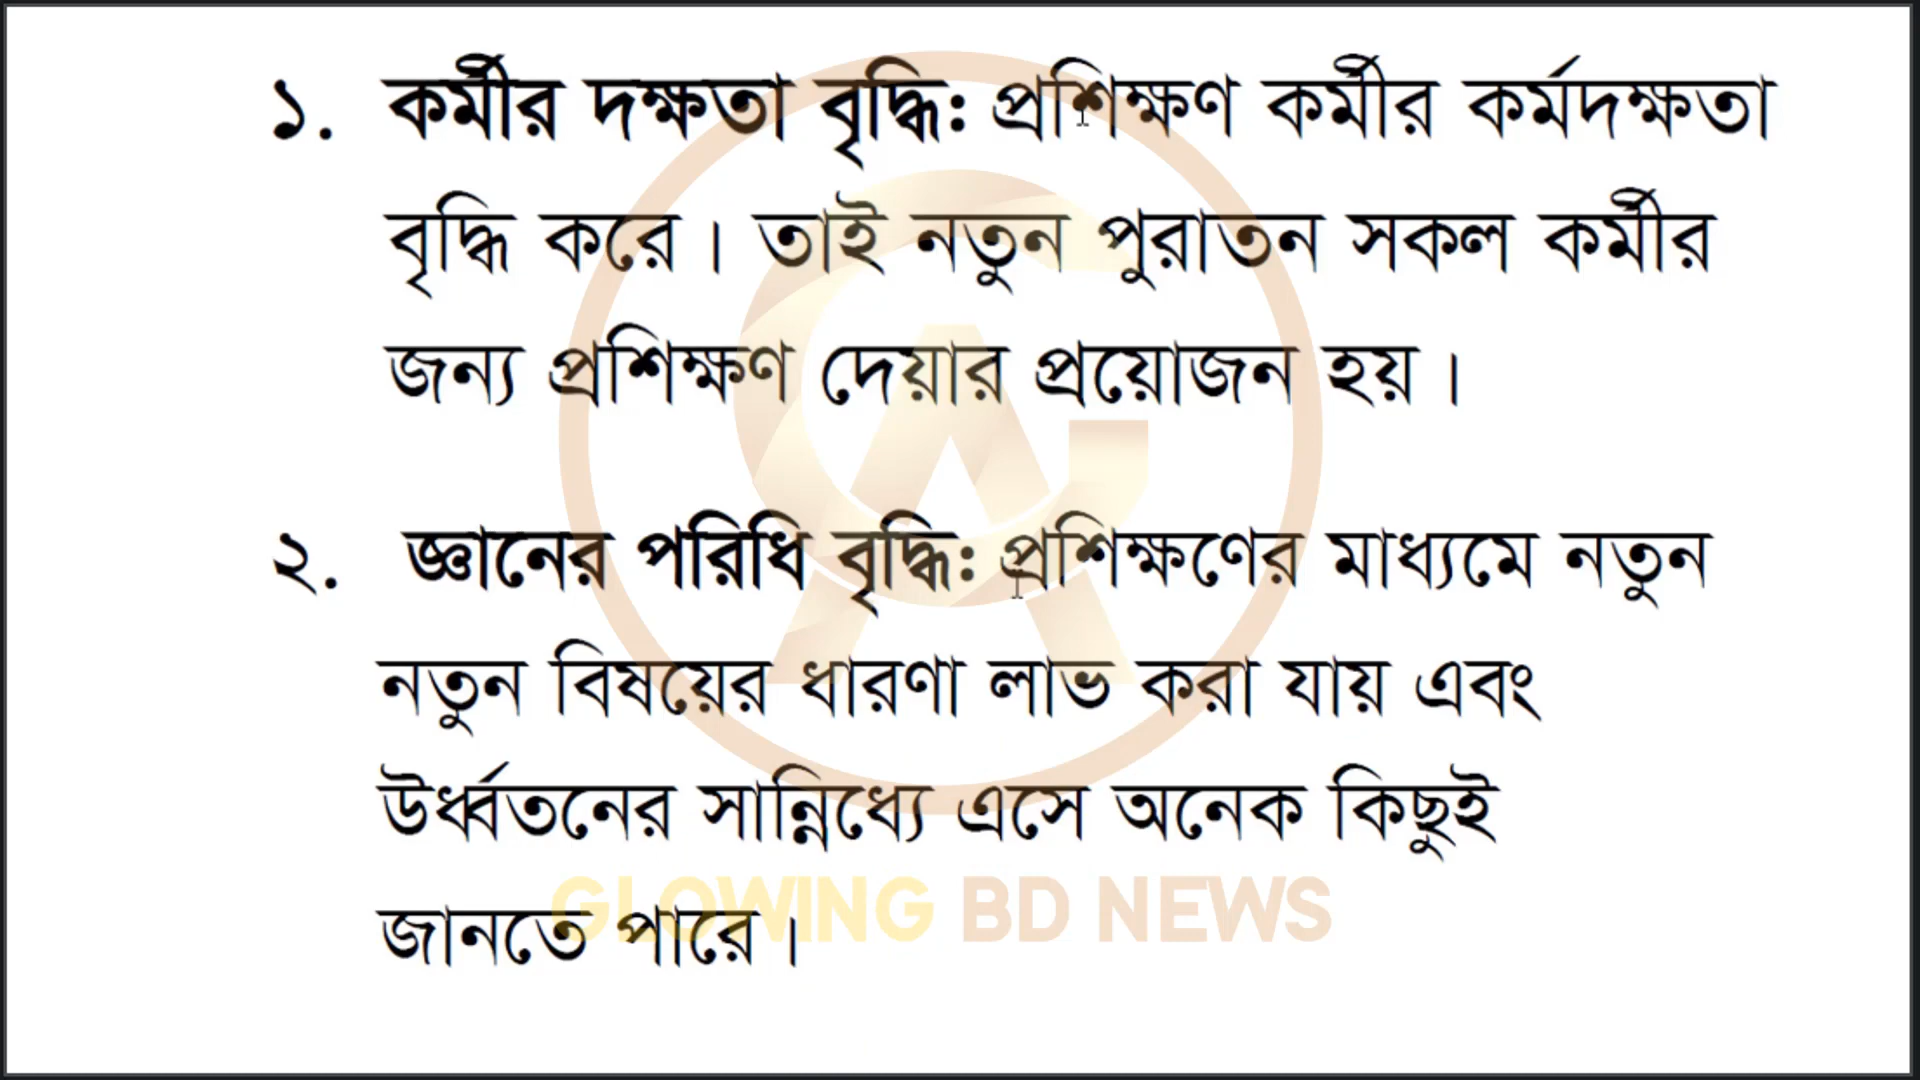 ১. কর্মীর দক্ষতা বৃদ্ধি: প্রশিক্ষণ কর্মীর কর্মদক্ষতা
বৃদ্ধি করে। তাই নতুন পুরাতন সকল কর্মীর
জন্য প্রশিক্ষণ দেয়ার প্রয়োজন হয়।
২. জ্ঞানের পরিধি বৃদ্ধি: প্রশিক্ষণের মাধ্যমে নতুন
নতুন বিষয়ের ধারণা লাভ করা যায় এবং
উর্ধ্বতনের সান্নিধ্যে এসে অনেক কিছুই
জানতে পারে।
GLOWING BD NEWS